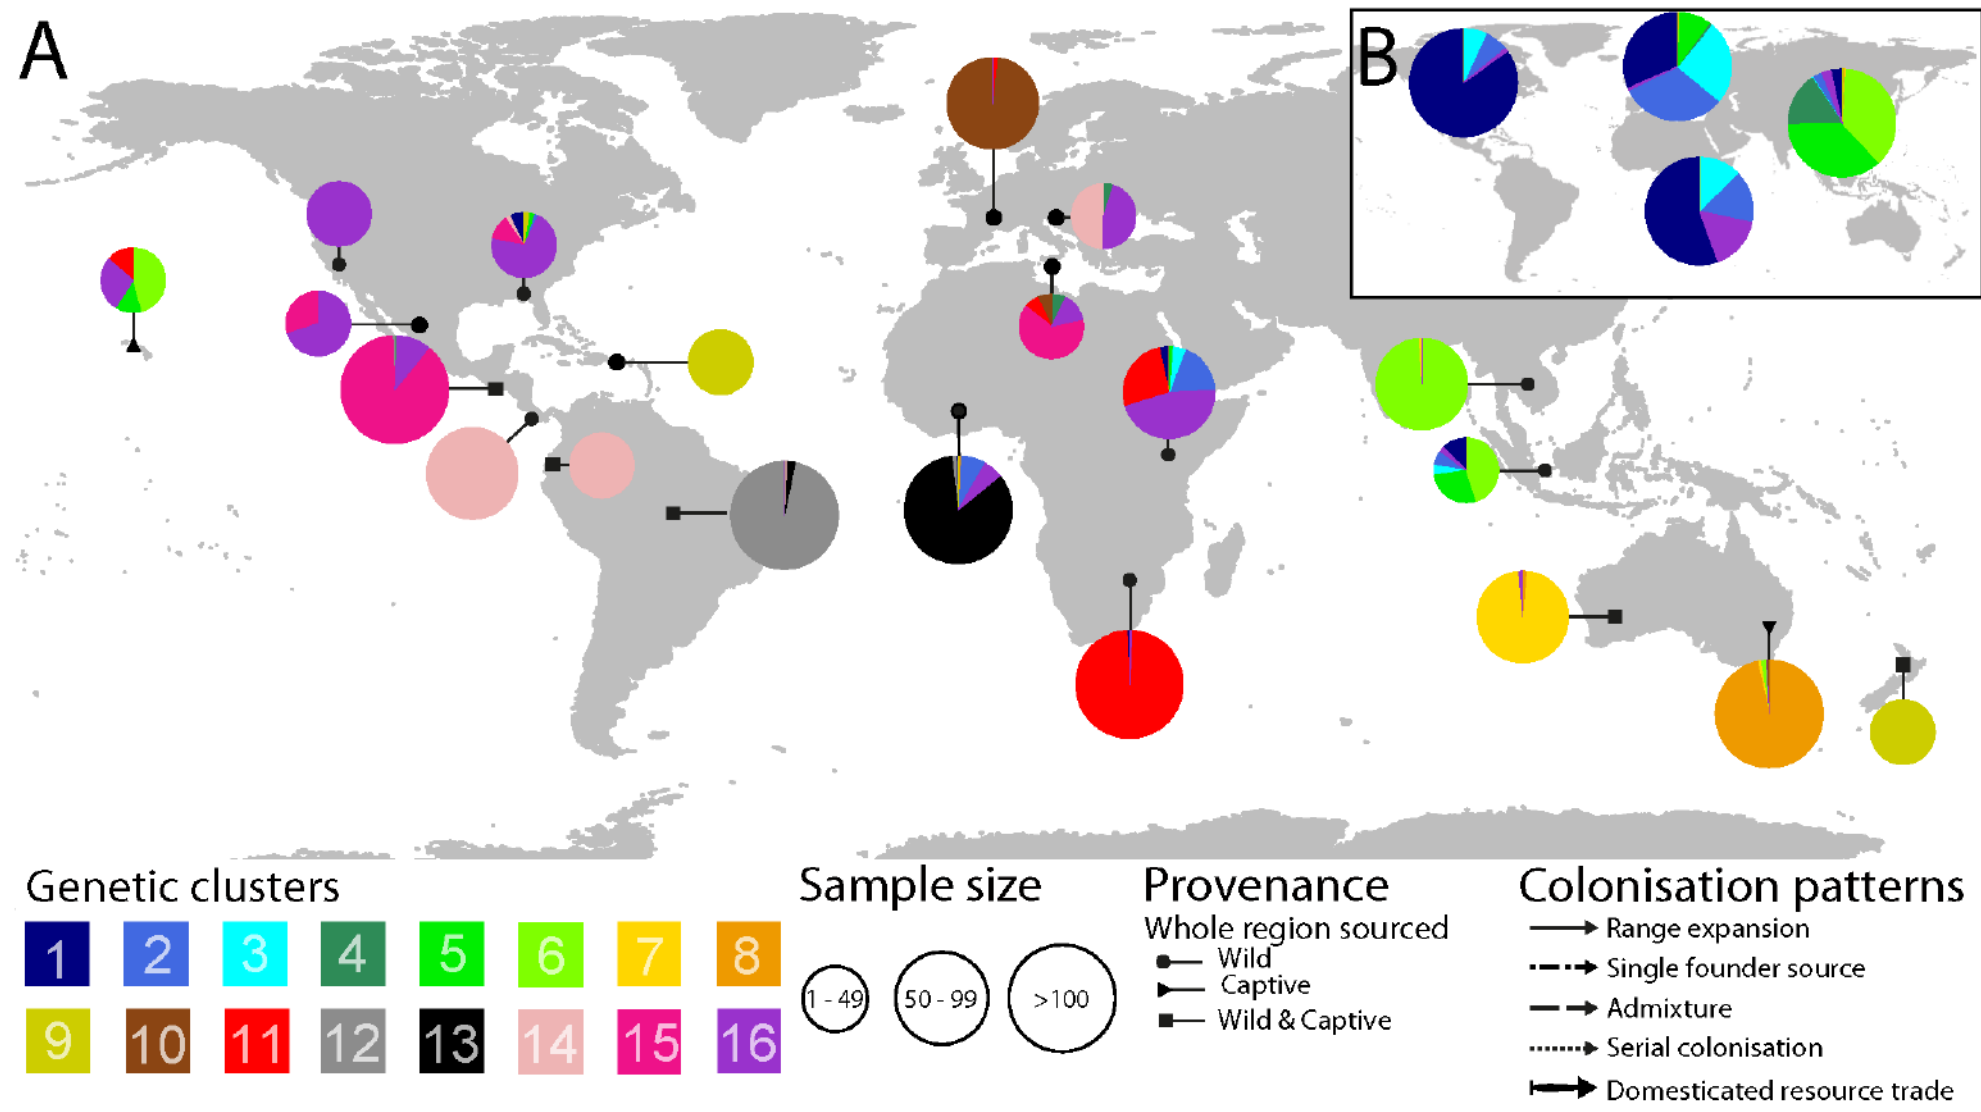 A
B
Genetic clusters
1 2 3 4 5 6 7 8
9 10 11 12 13 14 15 16
Sample size
1 - 49 50 - 99 >100
Provenance
Whole region sourced
Wild
Captive
Wild & Captive
Colonisation patterns
Range expansion
Single founder source
Admixture
Serial colonisation
Domesticated resource trade